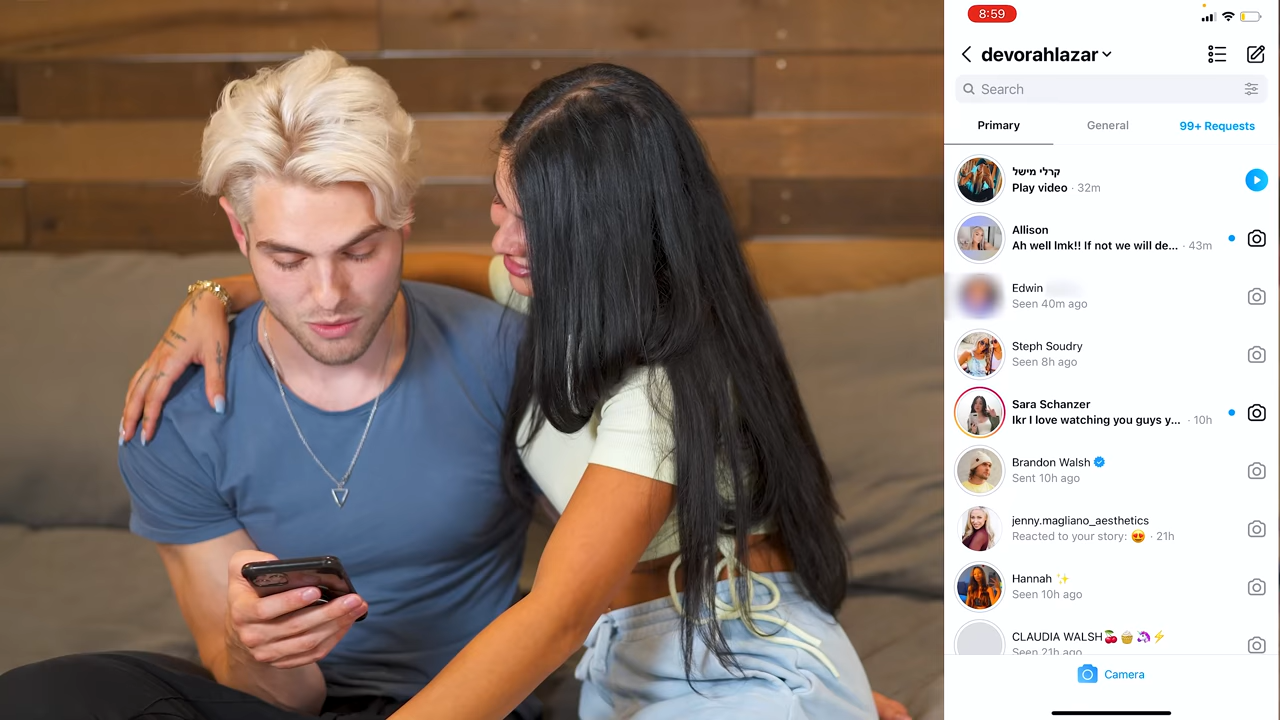 8:59
devorahlazar
Search
Primary
General
99+ Requests
קרלי מישל
Play video · 32m
Allison
Ah well lmk!! If not we will de... · 43m
Edwin
Seen 40m ago
Steph Soudry
Seen 8h ago
Sara Schanzer
Ikr I love watching you guys y... · 10h
Brandon Walsh
Sent 10h ago
jenny.magliano_aesthetics
Reacted to your story: 😍 · 21h
Hannah ✨
Seen 10h ago
CLAUDIA WALSH🍒🧁🦄⚡
Seen 21h ago
Camera